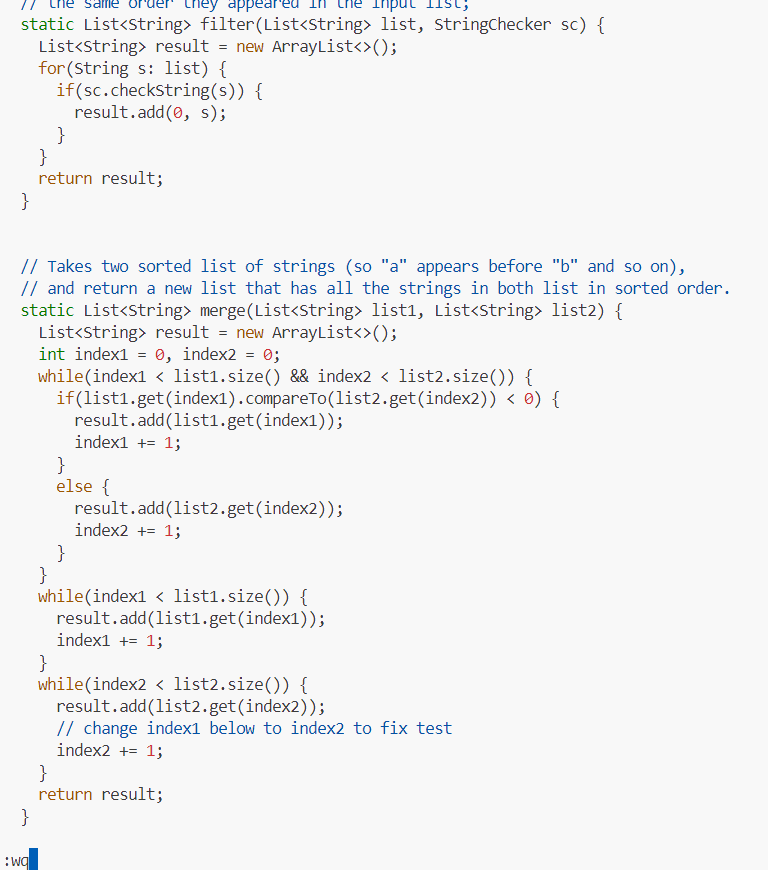 // the same order they appeared in the input list;
static List<String> filter(List<String> list, StringChecker sc) {
  List<String> result = new ArrayList<>();
  for(String s: list) {
    if(sc.checkString(s)) {
      result.add(0, s);
    }
  }
  return result;
}
// Takes two sorted list of strings (so "a" appears before "b" and so on),
// and return a new list that has all the strings in both list in sorted order.
static List<String> merge(List<String> list1, List<String> list2) {
  List<String> result = new ArrayList<>();
  int index1 = 0, index2 = 0;
  while(index1 < list1.size() && index2 < list2.size()) {
    if(list1.get(index1).compareTo(list2.get(index2)) < 0) {
      result.add(list1.get(index1));
      index1 += 1;
    }
    else {
      result.add(list2.get(index2));
      index2 += 1;
    }
  }
  while(index1 < list1.size()) {
    result.add(list1.get(index1));
    index1 += 1;
  }
  while(index2 < list2.size()) {
    result.add(list2.get(index2));
    // change index1 below to index2 to fix test
    index2 += 1;
  }
  return result;
}
:wq